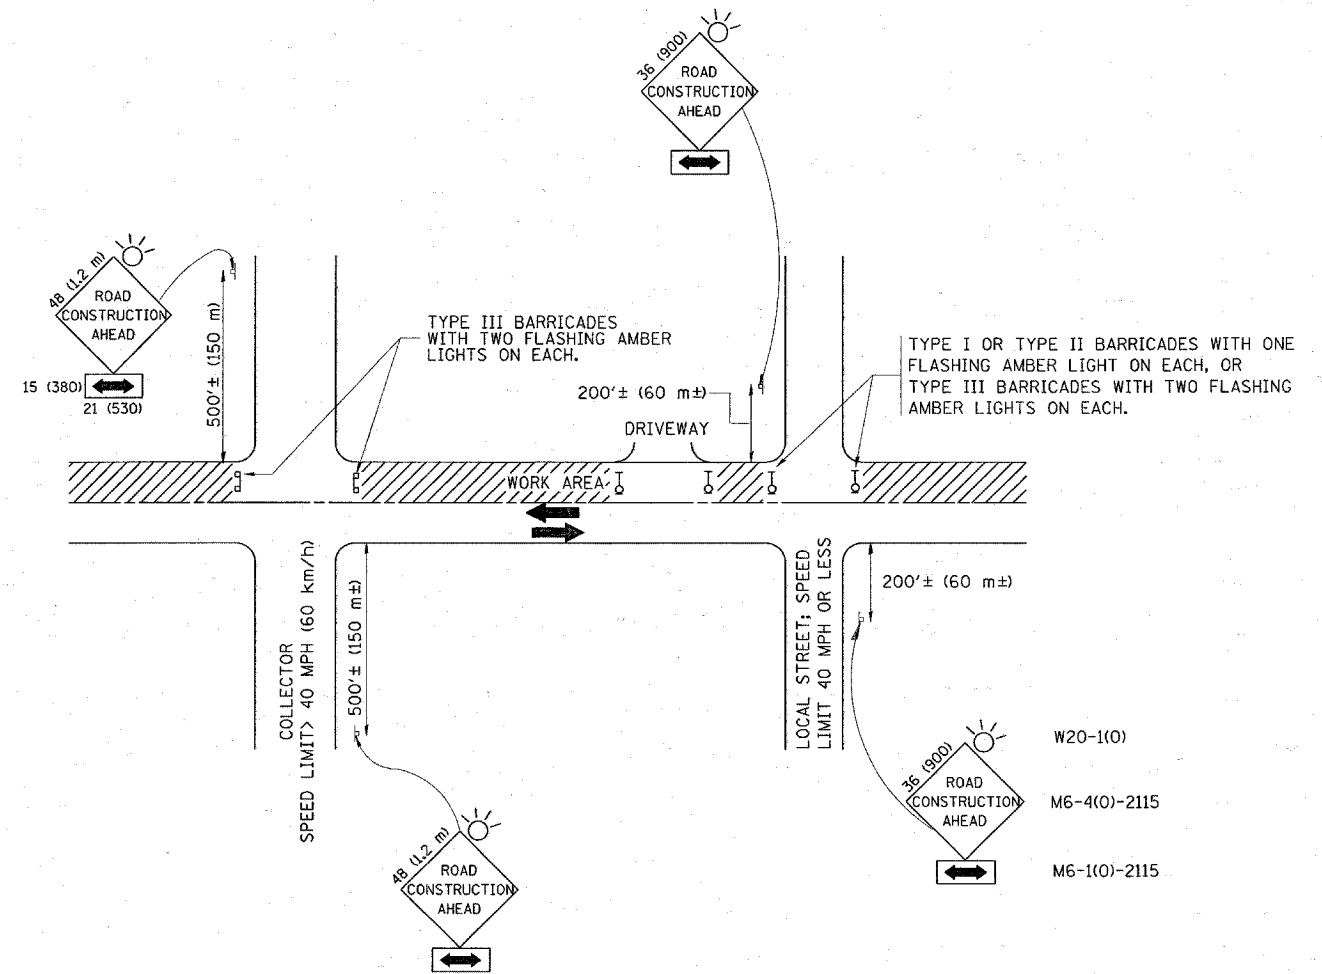 36 (900)
ROAD
CONSTRUCTION
AHEAD
48 (1.2 m)
ROAD
CONSTRUCTION
AHEAD
15 (380)
21 (530)
500'± (150 m)
TYPE III BARRICADES
WITH TWO FLASHING AMBER
LIGHTS ON EACH.
200'± (60 m±)
DRIVEWAY
TYPE I OR TYPE II BARRICADES WITH ONE
FLASHING AMBER LIGHT ON EACH, OR
TYPE III BARRICADES WITH TWO FLASHING
AMBER LIGHTS ON EACH.
WORK AREA
COLLECTOR
SPEED LIMIT> 40 MPH (60 km/h)
500'± (150 m±)
LOCAL STREET; SPEED
LIMIT 40 MPH OR LESS
200'± (60 m±)
36 (900)
ROAD
CONSTRUCTION
AHEAD
W20-1(O)
M6-4(O)-2115
M6-1(O)-2115
48 (1.2 m)
ROAD
CONSTRUCTION
AHEAD